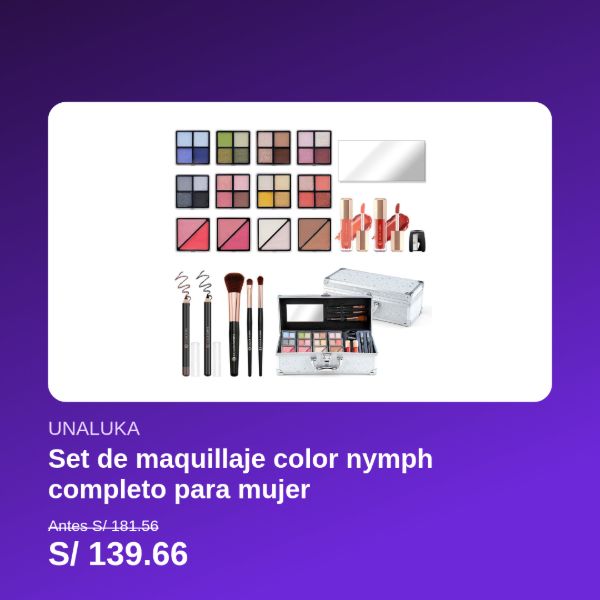 UNALUKA
Set de maquillaje color nymph
completo para mujer
Antes S/ 181.56
S/ 139.66